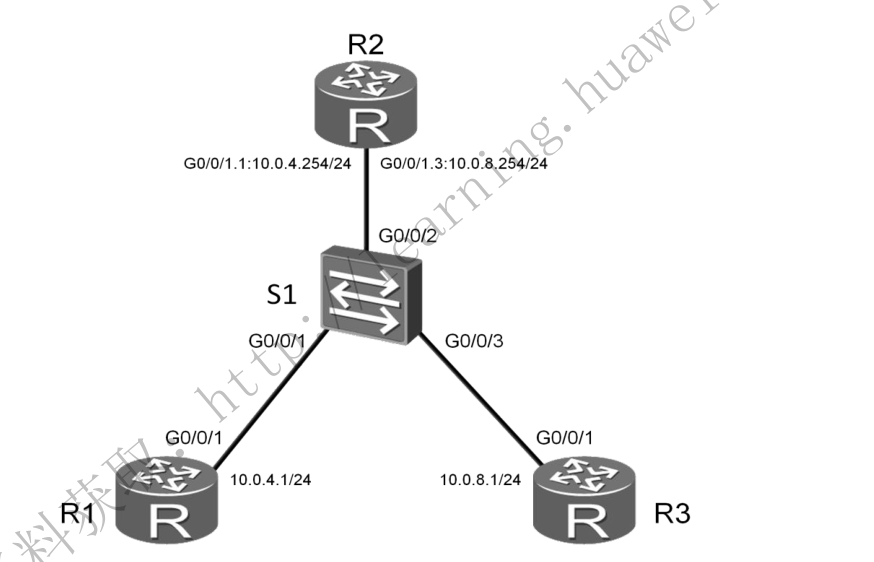 R2
G0/0/1.1:10.0.4.254/24
G0/0/1.3:10.0.8.254/24
G0/0/2
S1
G0/0/1
G0/0/3
G0/0/1
G0/0/1
10.0.4.1/24
10.0.8.1/24
R1
R3
R
R
R
料获取：http://learning.huawei